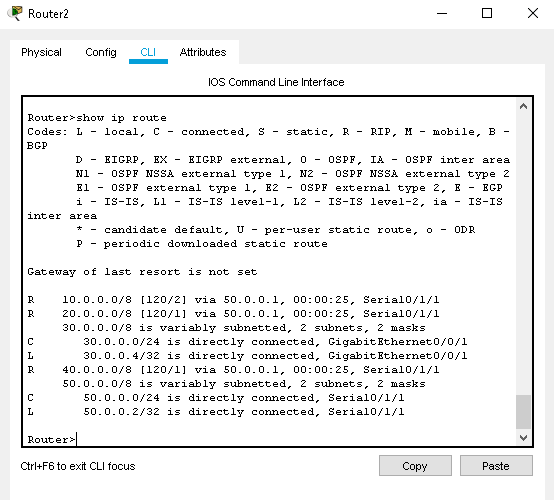 Router2
Physical Config CLI Attributes
IOS Command Line Interface
Router>show ip route
Codes: L - local, C - connected, S - static, R - RIP, M - mobile, B -
BGP
D - EIGRP, EX - EIGRP external, O - OSPF, IA - OSPF inter area
N1 - OSPF NSSA external type 1, N2 - OSPF NSSA external type 2
E1 - OSPF external type 1, E2 - OSPF external type 2, E - EGP
i - IS-IS, L1 - IS-IS level-1, L2 - IS-IS level-2, ia - IS-IS
inter area
* - candidate default, U - per-user static route, o - ODR
P - periodic downloaded static route
Gateway of last resort is not set
R 10.0.0.0/8 [120/2] via 50.0.0.1, 00:00:25, Serial0/1/1
R 20.0.0.0/8 [120/1] via 50.0.0.1, 00:00:25, Serial0/1/1
30.0.0.0/8 is variably subnetted, 2 subnets, 2 masks
C 30.0.0.0/24 is directly connected, GigabitEthernet0/0/1
L 30.0.0.4/32 is directly connected, GigabitEthernet0/0/1
R 40.0.0.0/8 [120/1] via 50.0.0.1, 00:00:25, Serial0/1/1
50.0.0.0/8 is variably subnetted, 2 subnets, 2 masks
C 50.0.0.0/24 is directly connected, Serial0/1/1
L 50.0.0.2/32 is directly connected, Serial0/1/1
Router>
Ctrl+F6 to exit CLI focus Copy Paste